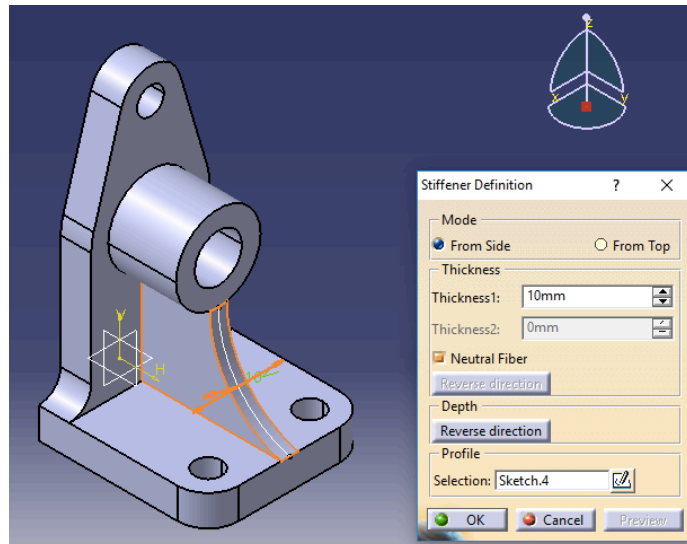 z
x
y
Stiffener Definition ? X
Mode
From Side From Top
Thickness
Thickness1: 10mm
Thickness2: 0mm
Neutral Fiber
Reverse direction
Depth
Reverse direction
Profile
Selection: Sketch.4
OK Cancel Preview
V
H
10